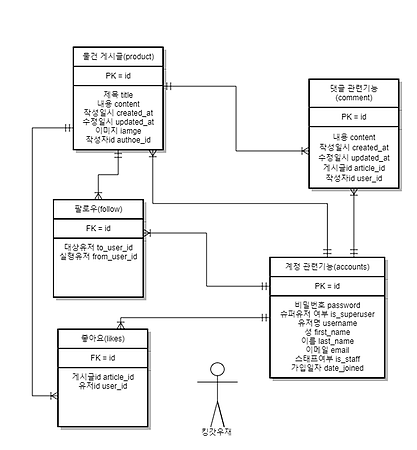 물건 게시글(product)
PK = id
제목 title
내용 content
작성일시 created_at
수정일시 updated_at
이미지 iamge
작성자id authoe_id
댓글 관련기능
(comment)
PK = id
내용 content
작성일시 created_at
수정일시 updated_at
게시글id article_id
작성자id user_id
팔로우(follow)
FK = id
대상유저 to_user_id
실행유저 from_user_id
계정 관련기능(accounts)
PK = id
비밀번호 password
슈퍼유저 여부 is_superuser
유저명 username
성 first_name
이름 last_name
이메일 email
스태프여부 is_staff
가입일자 date_joined
좋아요(likes)
FK = id
게시글id article_id
유저id user_id
킹갓우재